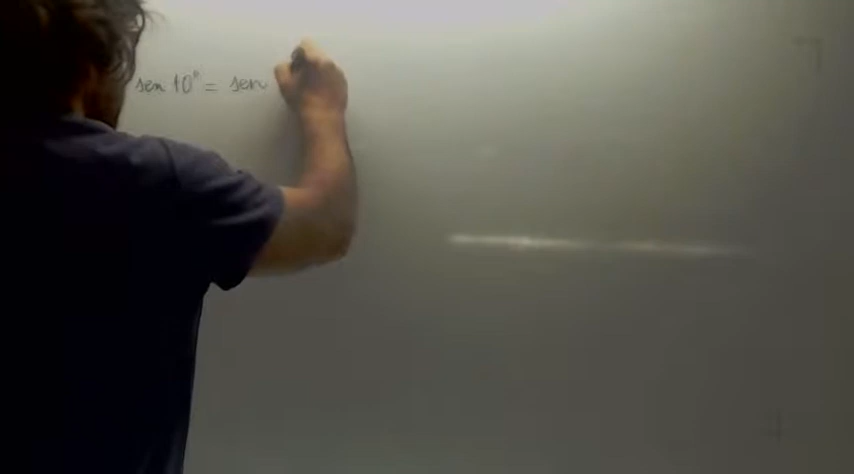 sen 10° = sen